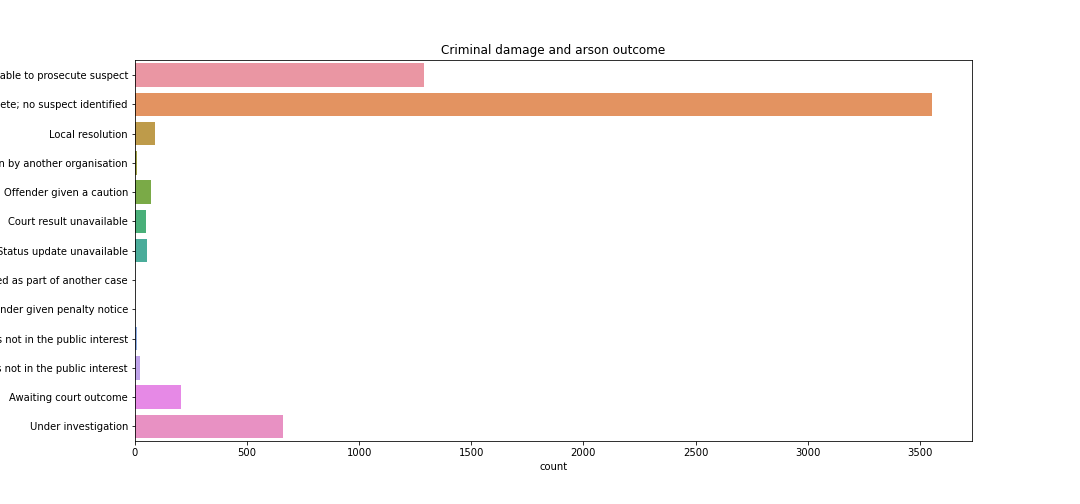 Criminal damage and arson outcome
able to prosecute suspect
no suspect identified
Local resolution
by another organisation
Offender given a caution
Court result unavailable
Status update unavailable
as part of another case
given penalty notice
not in the public interest
not in the public interest
Awaiting court outcome
Under investigation
0 500 1000 1500 2000 2500 3000 3500
count